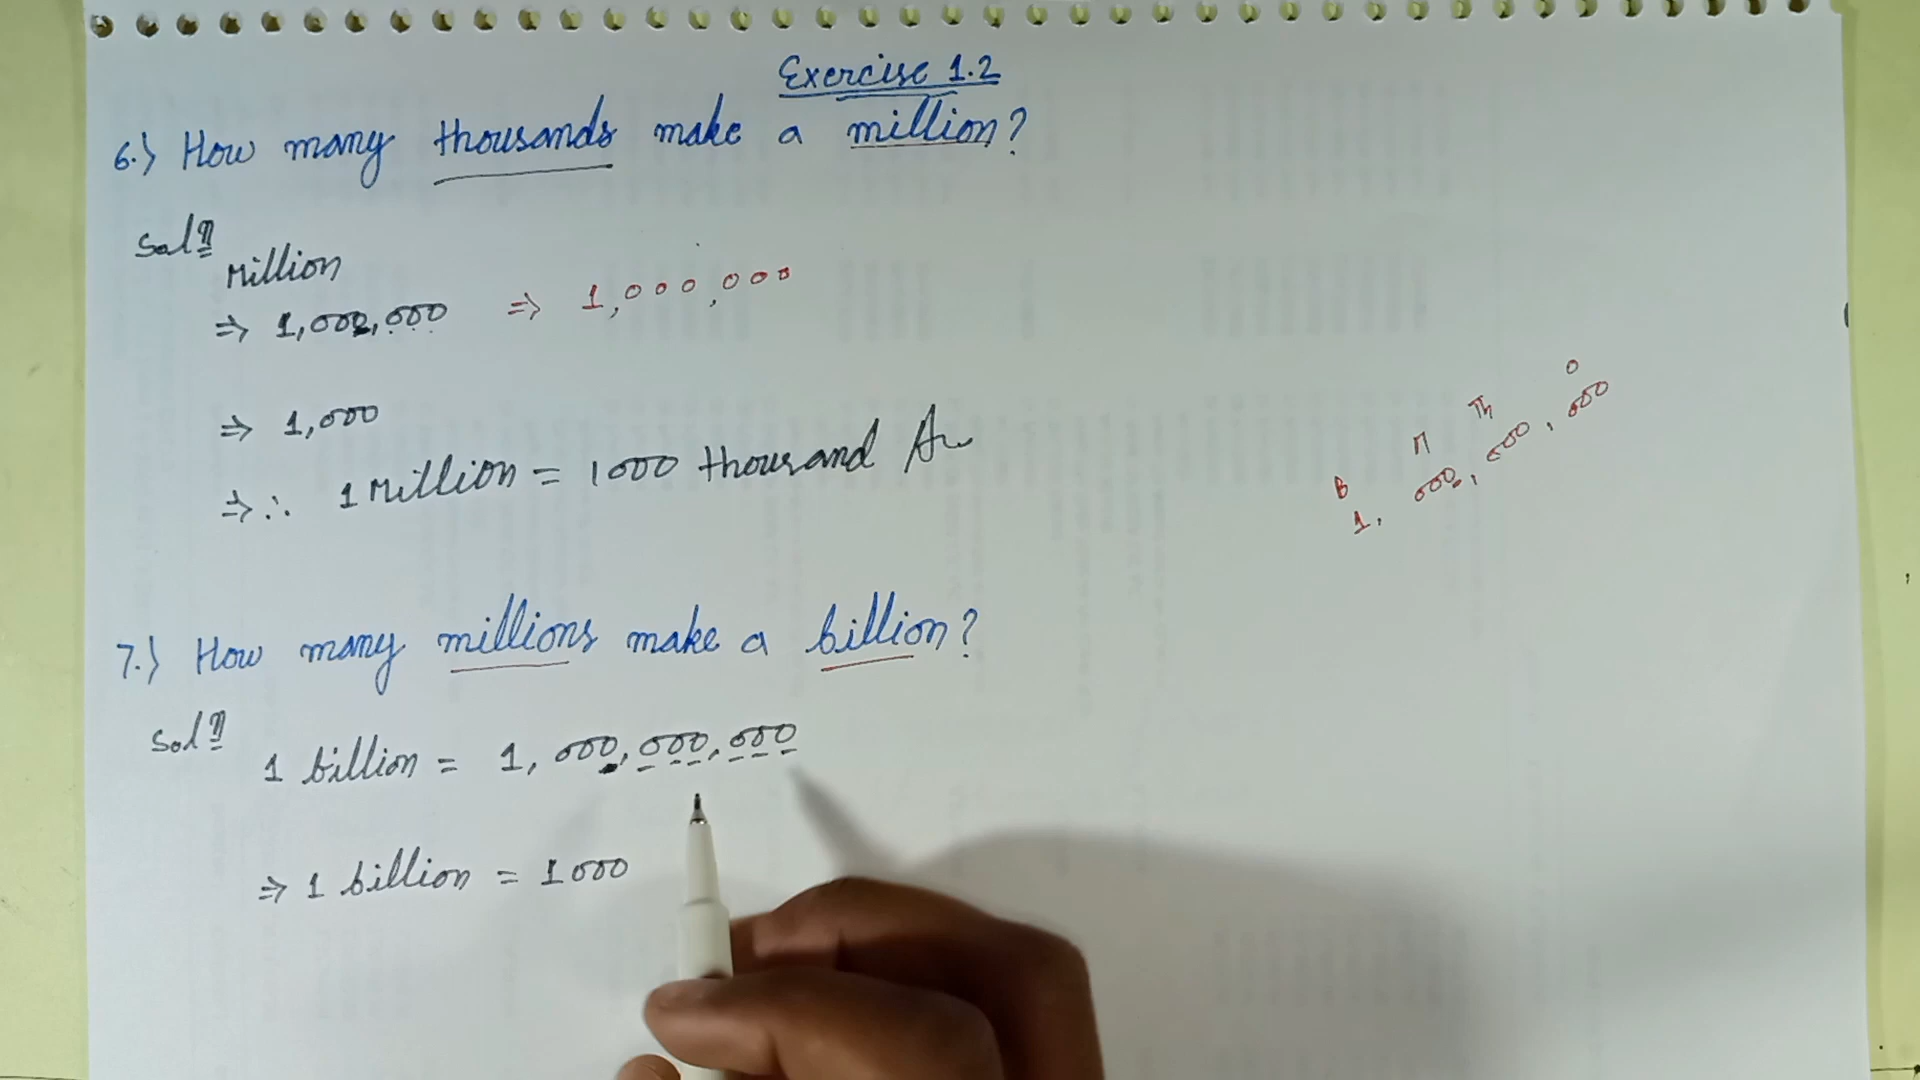 Exercise 1.2
6.) How many thousands make a million?
Solⁿ
Million
⇒ 1,000,000 ⇒ 1,000,000
⇒ 1,000
⇒ ∴ 1 Million = 1000 thousand
B M Th O
1, 000, 000, 000
7.) How many millions make a billion?
Solⁿ
1 billion = 1, 000, 000, 000
⇒ 1 billion = 1000